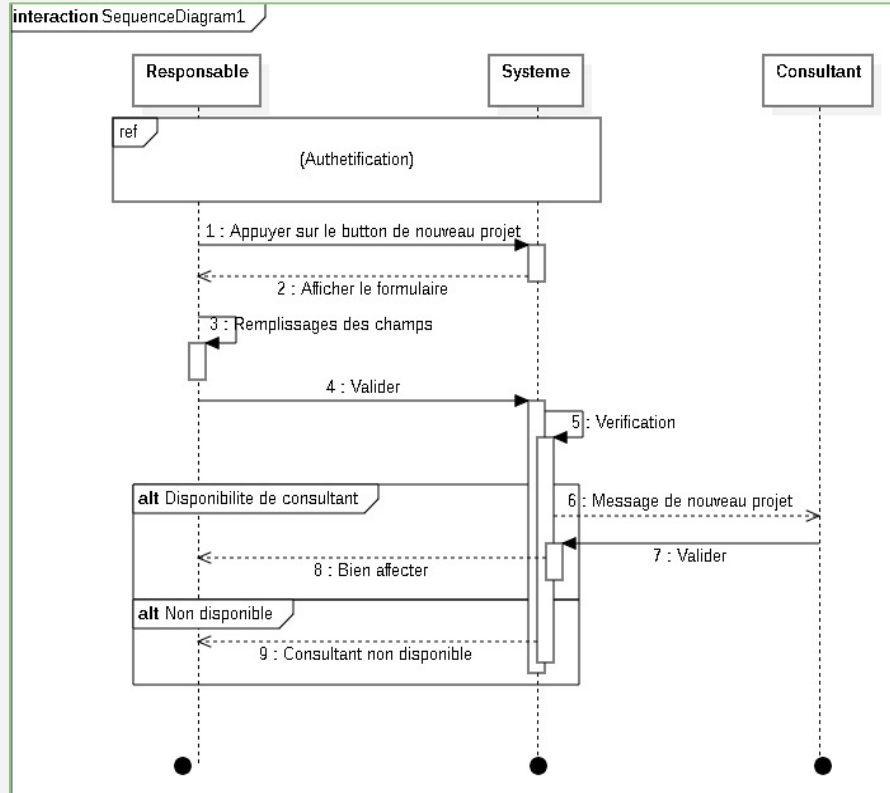 interaction SequenceDiagram1
Responsable
Systeme
Consultant
ref
(Authetification)
1 : Appuyer sur le button de nouveau projet
2 : Afficher le formulaire
3 : Remplissages des champs
4 : Valider
5 : Verification
alt Disponibilite de consultant
6 : Message de nouveau projet
7 : Valider
8 : Bien affecter
alt Non disponible
9 : Consultant non disponible